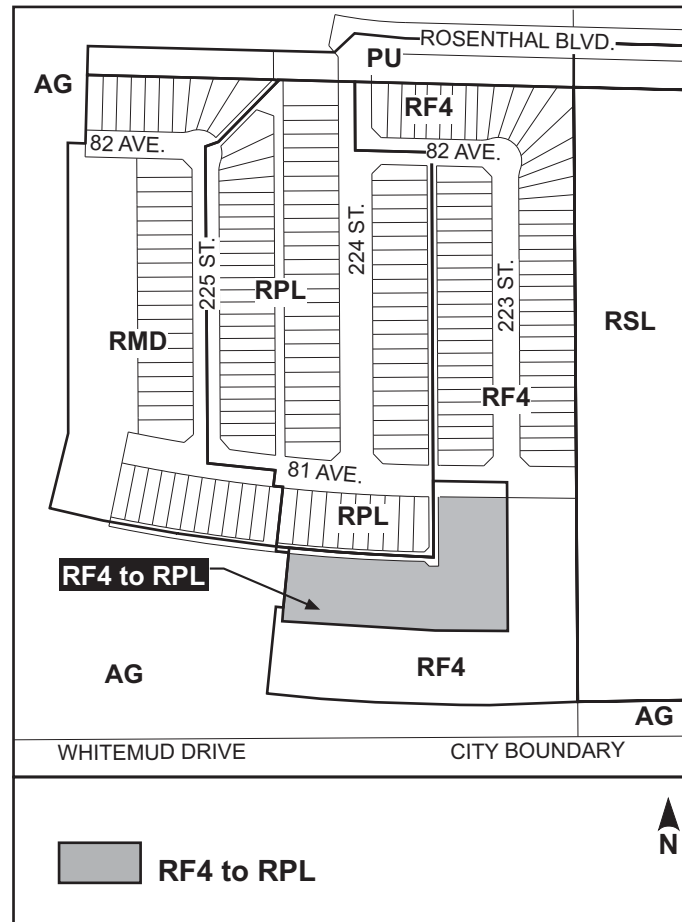 ROSENTHAL BLVD.
PU
AG
RF4
82 AVE.
82 AVE.
224 ST.
225 ST.
223 ST.
RPL
RSL
RMD
RF4
81 AVE.
RPL
RF4 to RPL
AG
RF4
AG
WHITEMUD DRIVE
CITY BOUNDARY
N
RF4 to RPL